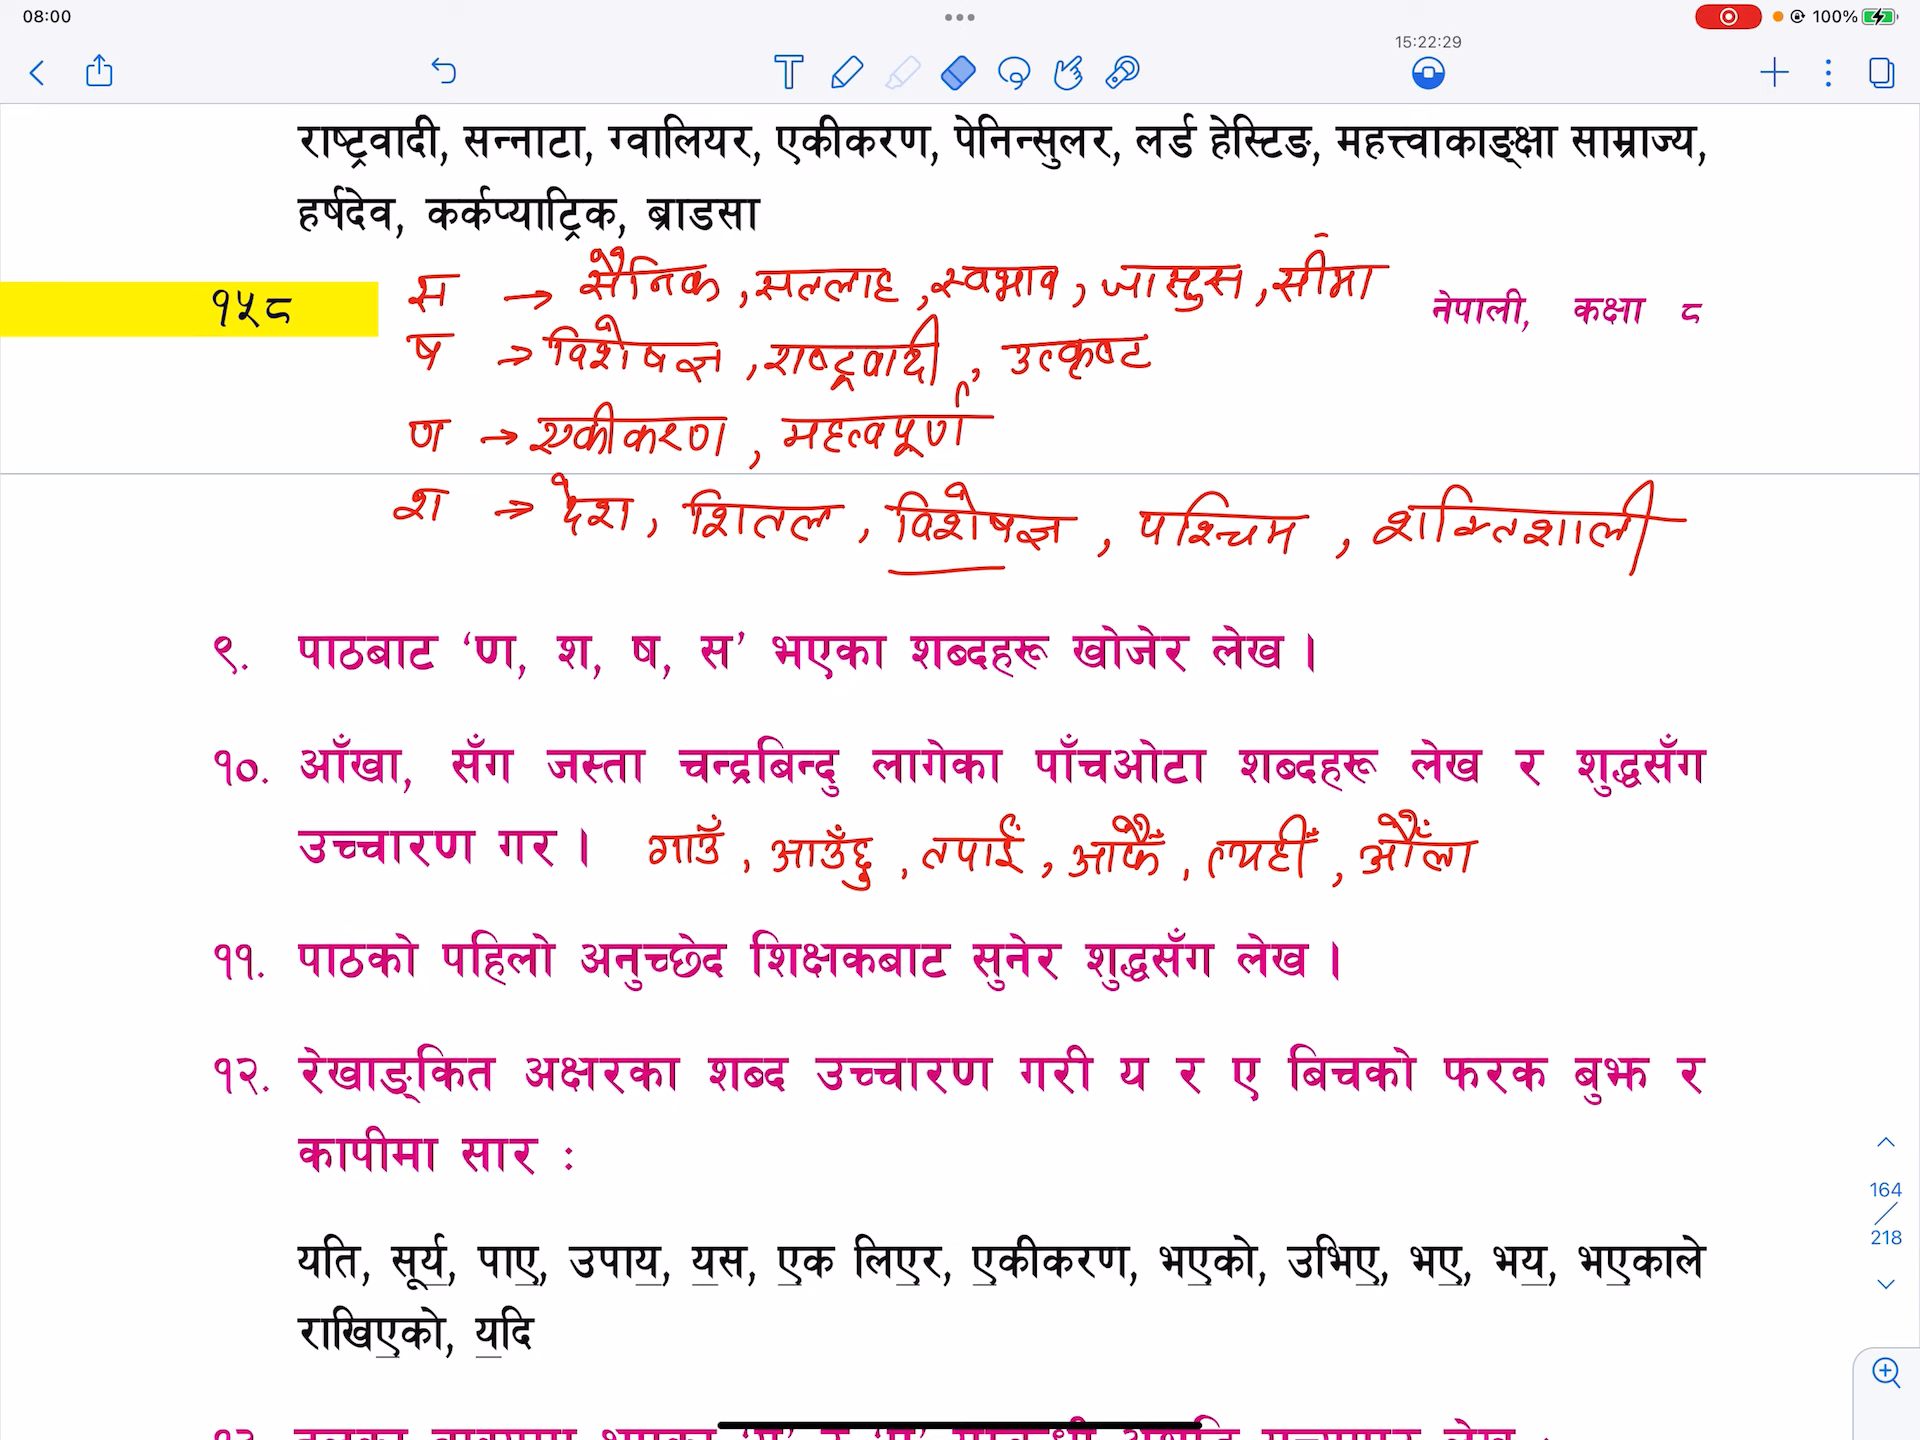 08:00
100%
15:22:29
राष्ट्रवादी, सन्नाटा, ग्वालियर, एकीकरण, पेनिन्सुलर, लर्ड हेस्टिङ, महत्त्वाकाङ्क्षा साम्राज्य,
हर्षदेव, कर्कप्याट्रिक, ब्राडसा
स → सैनिक, सतलाह, स्वभाव, जासुस, सीमा
१५८
नेपाली, कक्षा ८
ष → विशेषज्ञ, राष्ट्रवादी, उत्कृष्ट
ण → एकीकरण, महत्वपूर्ण
श → देश, शितल, विशेषज्ञ, पश्चिम, शक्तिशाली
९. पाठबाट ‘ण, श, ष, स’ भएका शब्दहरू खोजेर लेख ।
१०. आँखा, सँग जस्ता चन्द्रबिन्दु लागेका पाँचओटा शब्दहरू लेख र शुद्धसँग
उच्चारण गर । गाउँ, आउँछु, तपाईं, आफैँ, त्यहीँ, औँला
११. पाठको पहिलो अनुच्छेद शिक्षकबाट सुनेर शुद्धसँग लेख ।
१२. रेखाङ्कित अक्षरका शब्द उच्चारण गरी य र ए बिचको फरक बुझ र
कापीमा सार :
164
218
यति, सूर्य, पाए, उपाय, यस, एक लिएर, एकीकरण, भएको, उभिए, भए, भय, भएकाले
राखिएको, यदि